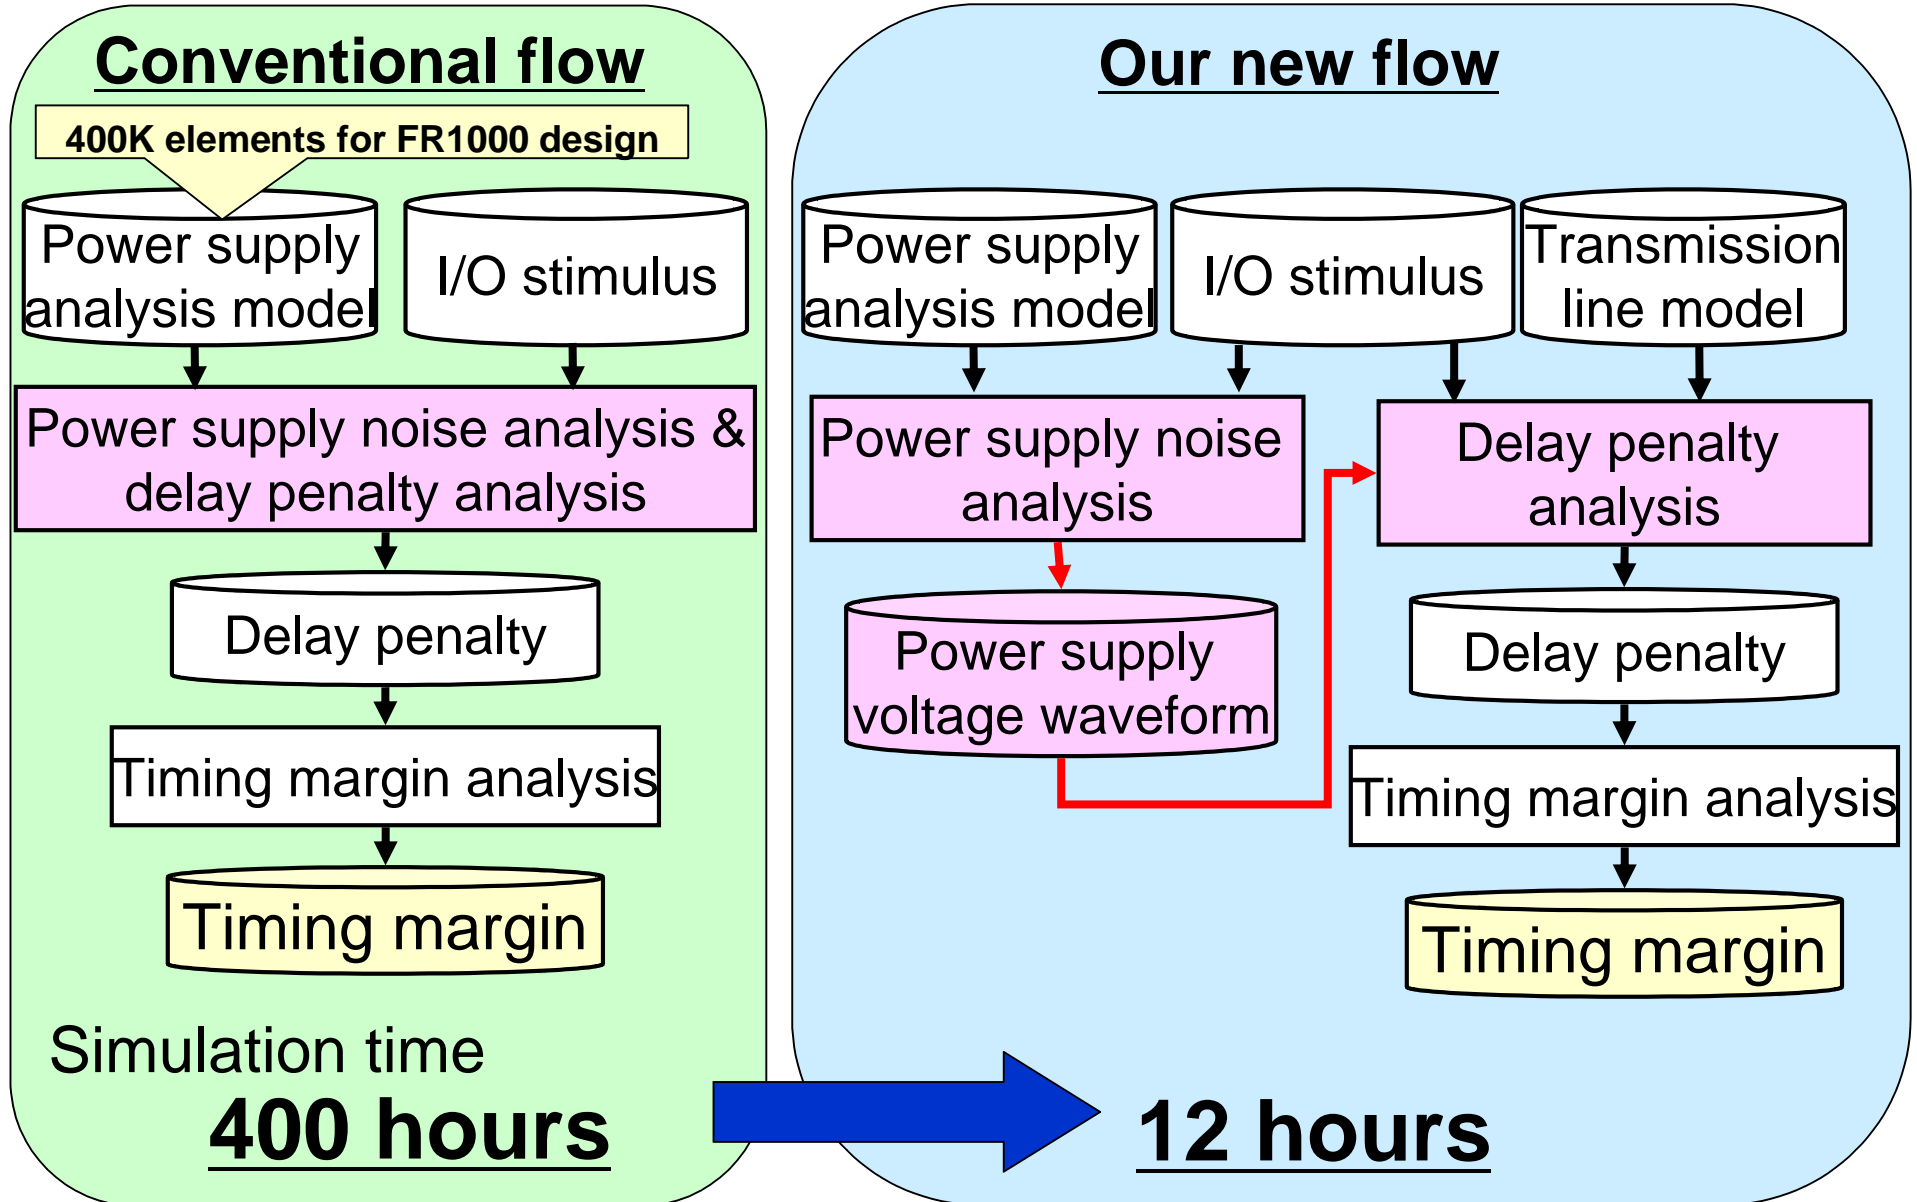 Conventional flow
400K elements for FR1000 design
Power supply
analysis model
I/O stimulus
Power supply noise analysis &
delay penalty analysis
Delay penalty
Timing margin analysis
Timing margin
Simulation time
400 hours
Our new flow
Power supply
analysis model
I/O stimulus
Transmission
line model
Power supply noise
analysis
Power supply
voltage waveform
Delay penalty
analysis
Delay penalty
Timing margin analysis
Timing margin
12 hours